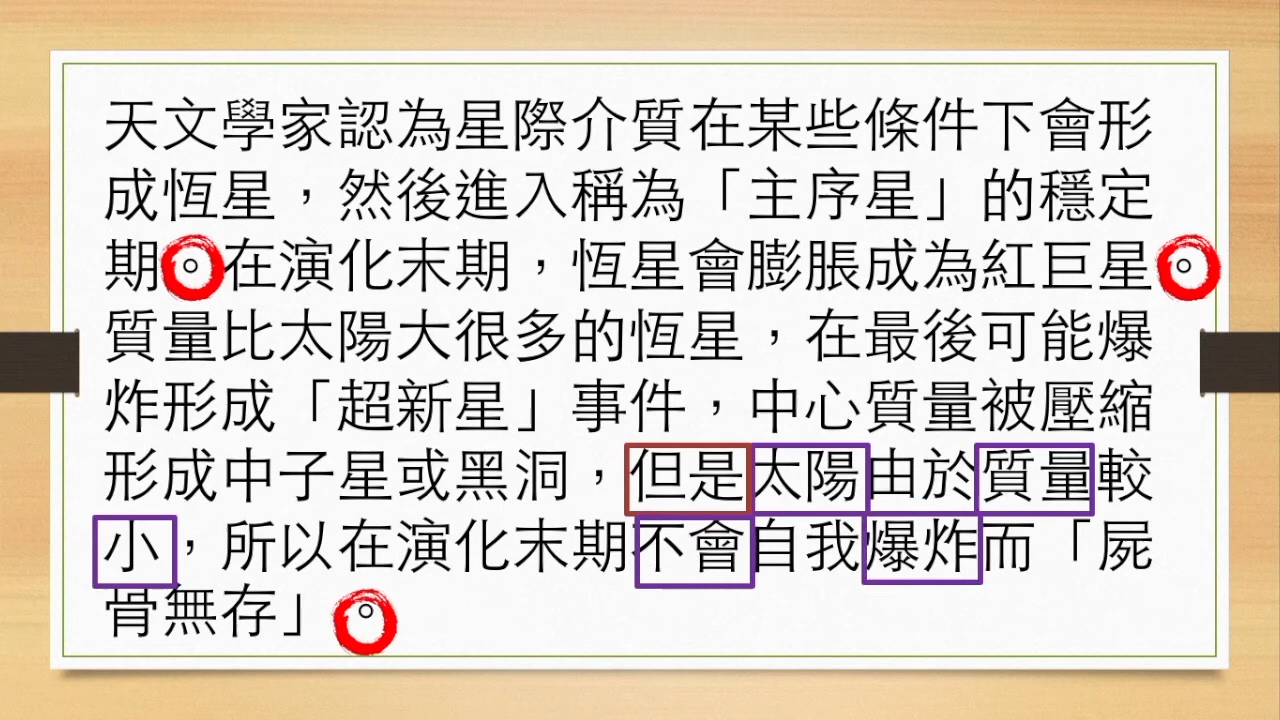 天文學家認為星際介質在某些條件下會形
成恆星，然後進入稱為「主序星」的穩定
期。在演化末期，恆星會膨脹成為紅巨星。
質量比太陽大很多的恆星，在最後可能爆
炸形成「超新星」事件，中心質量被壓縮
形成中子星或黑洞，但是太陽由於質量較
小，所以在演化末期不會自我爆炸而「屍
骨無存」。